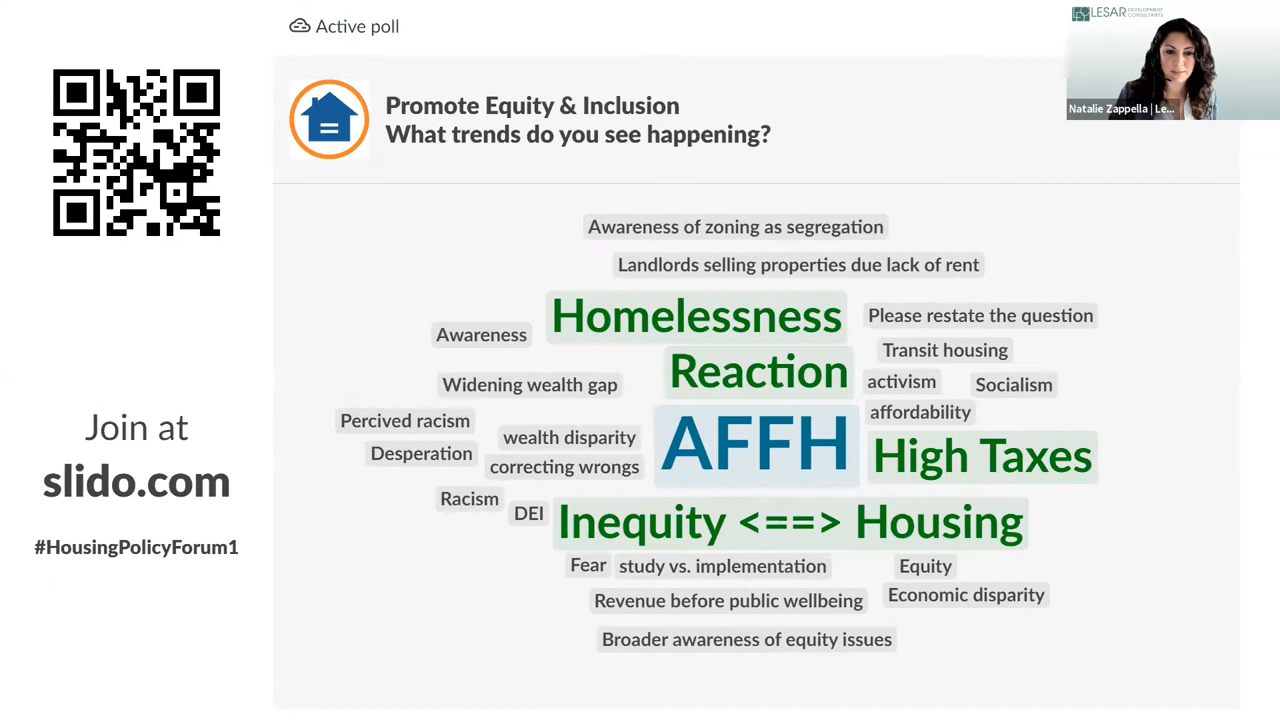 Active poll
LESAR DEVELOPMENT
CONSULTANTS
Natalie Zappella | Le...
Promote Equity & Inclusion
What trends do you see happening?
Awareness of zoning as segregation
Landlords selling properties due lack of rent
Homelessness
Please restate the question
Awareness
Transit housing
Reaction
activism
Socialism
Widening wealth gap
affordability
Percived racism
wealth disparity
AFFH
High Taxes
Desperation
correcting wrongs
Racism
DEI
Inequity <==> Housing
Fear
study vs. implementation
Equity
Revenue before public wellbeing
Economic disparity
Broader awareness of equity issues
Join at
slido.com
#HousingPolicyForum1